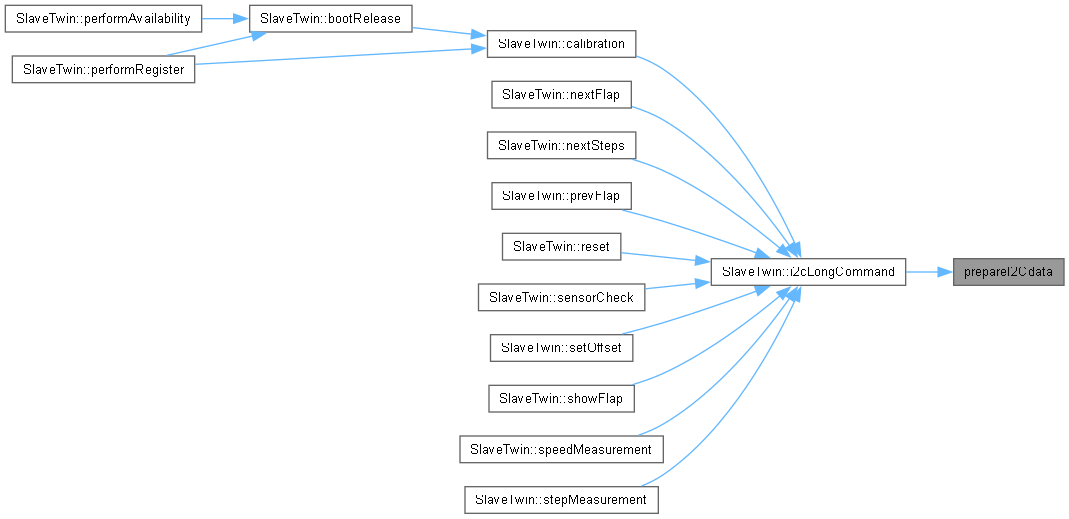 SlaveTwin::performAvailability
SlaveTwin::bootRelease
SlaveTwin::performRegister
SlaveTwin::calibration
SlaveTwin::nextFlap
SlaveTwin::nextSteps
SlaveTwin::prevFlap
SlaveTwin::reset
SlaveTwin::sensorCheck
SlaveTwin::setOffset
SlaveTwin::showFlap
SlaveTwin::speedMeasurement
SlaveTwin::stepMeasurement
SlaveTwin::i2cLongCommand
prepareI2Cdata